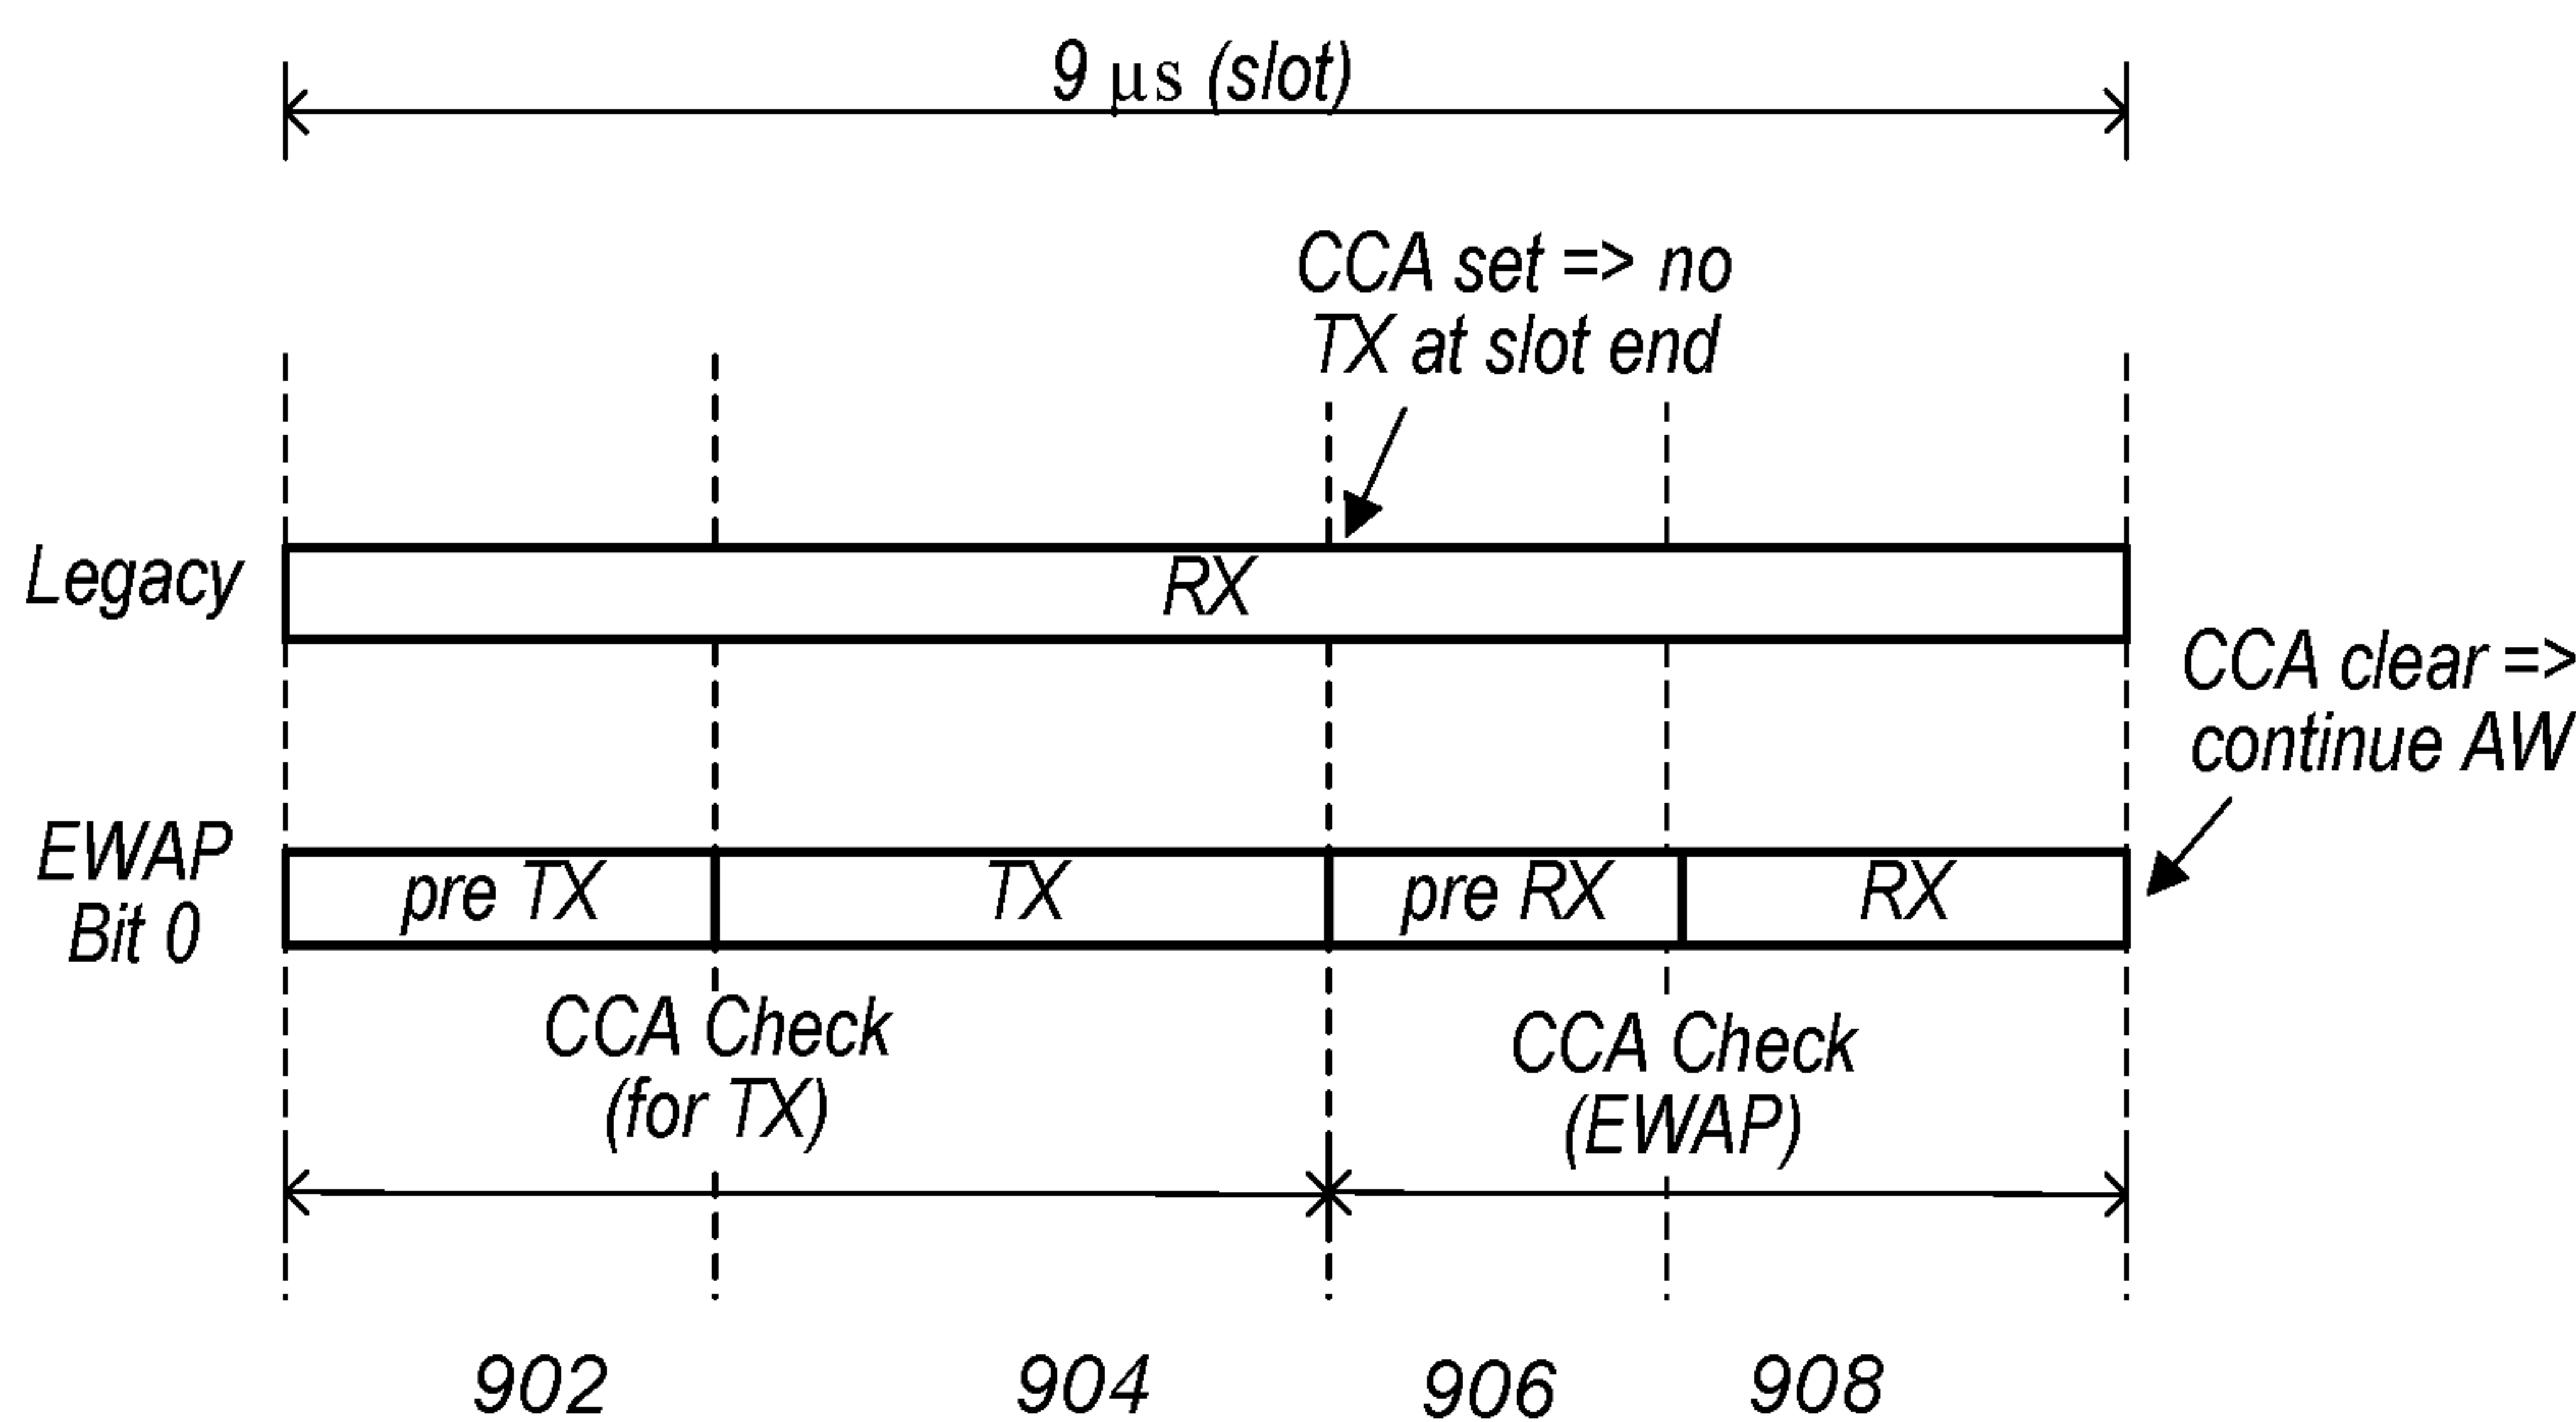 9 μs (slot)
CCA set => no
TX at slot end
Legacy
RX
CCA clear =>
continue AW
EWAP
Bit 0
pre TX
TX
pre RX
RX
CCA Check
(for TX)
CCA Check
(EWAP)
902
904
906
908